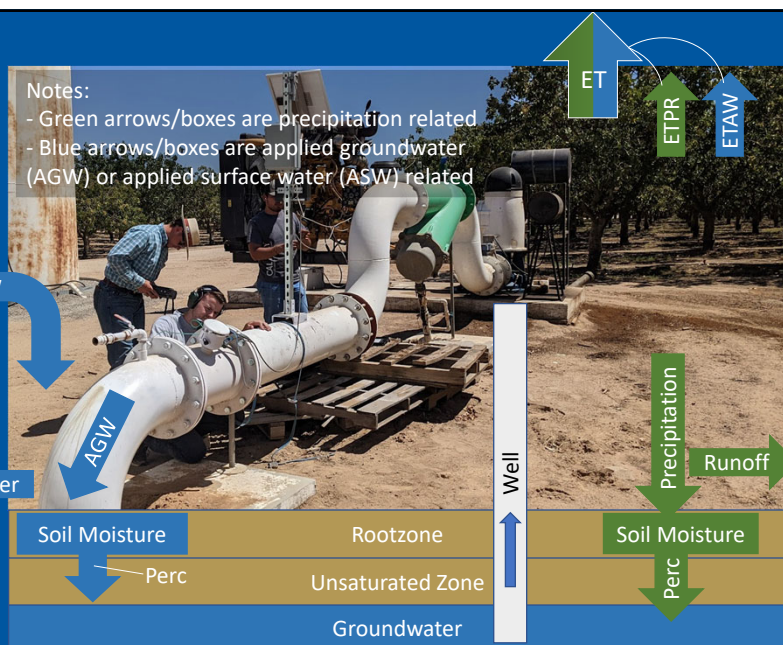 Notes:
- Green arrows/boxes are precipitation related
- Blue arrows/boxes are applied groundwater
(AGW) or applied surface water (ASW) related
ET
ETPR
ETAW
AGW
Well
Precipitation
Runoff
Soil Moisture
Rootzone
Soil Moisture
Perc
Perc
Unsaturated Zone
Groundwater